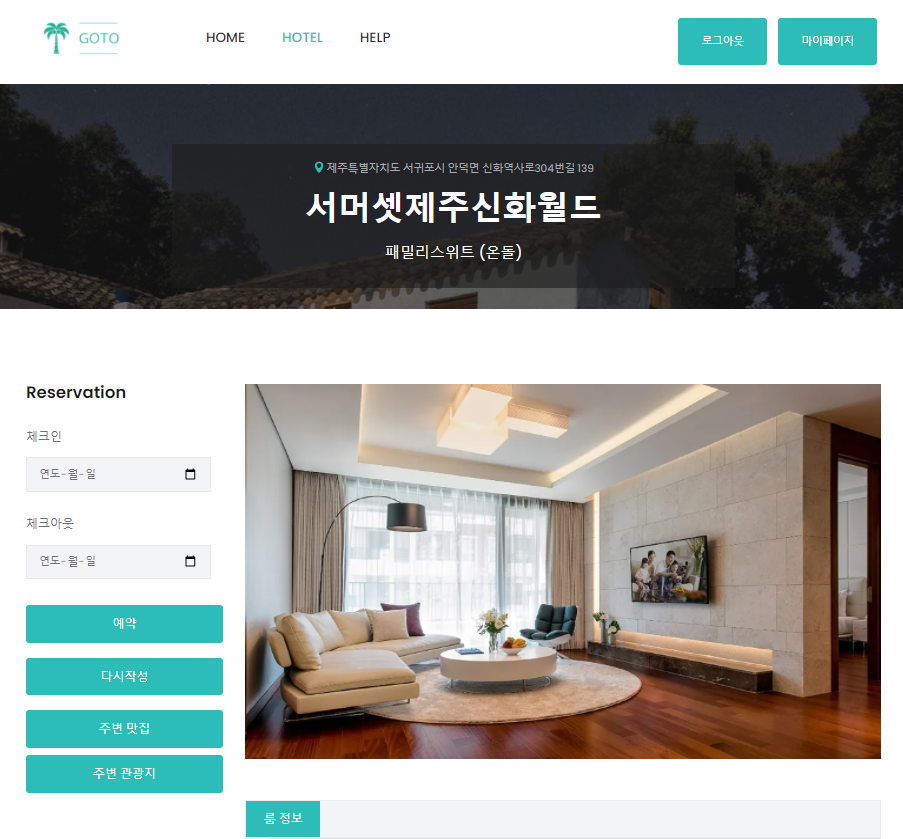 GOTO
HOME HOTEL HELP
로그아웃 마이페이지
제주특별자치도 서귀포시 안덕면 신화역사로304번길 139
서머셋제주신화월드
패밀리스위트 (온돌)
Reservation
체크인
연도-월-일
체크아웃
연도-월-일
예약
다시작성
주변 맛집
주변 관광지
룸 정보